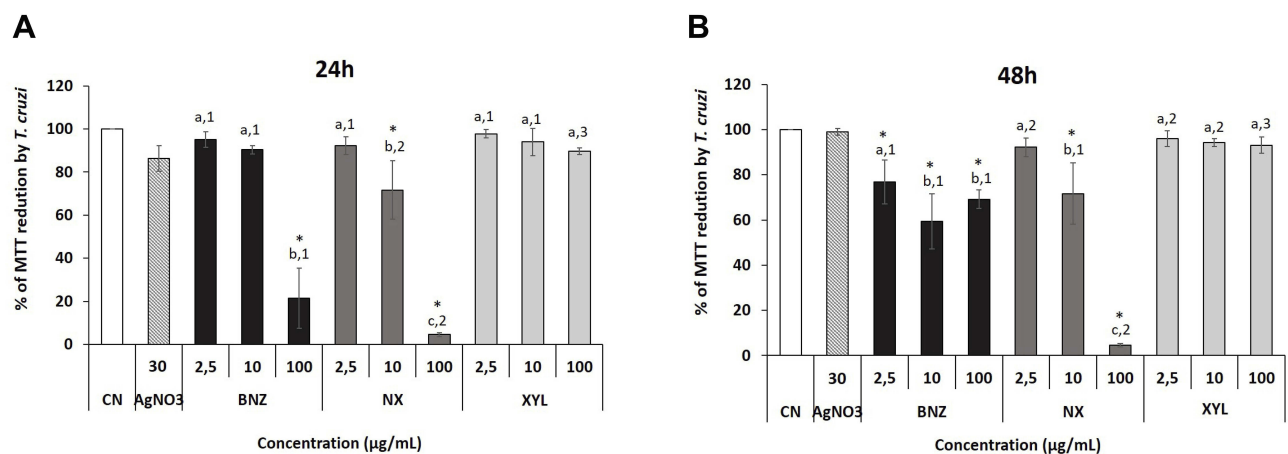 A
24h
% of MTT redution by T. cruzi
120
100
80
60
40
20
0
a,1
a,1
*
b,1
a,1
*
b,2
*
c,2
a,1
a,1
a,3
30 2,5 10 100 2,5 10 100 2,5 10 100
CN AgNO3 BNZ NX XYL
Concentration (µg/mL)
B
48h
% of MTT redution by T. cruzi
120
100
80
60
40
20
0
*
a,1
*
b,1
*
b,1
a,2
*
b,1
*
c,2
a,2
a,2
a,3
30 2,5 10 100 2,5 10 100 2,5 10 100
CN AgNO3 BNZ NX XYL
Concentration (µg/mL)